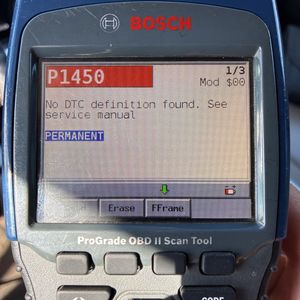 BOSCH
P1450
1/3
Mod $00
No DTC definition found. See
service manual
PERMANENT
Erase
FFrame
ProGrade OBD II Scan Tool
CODE